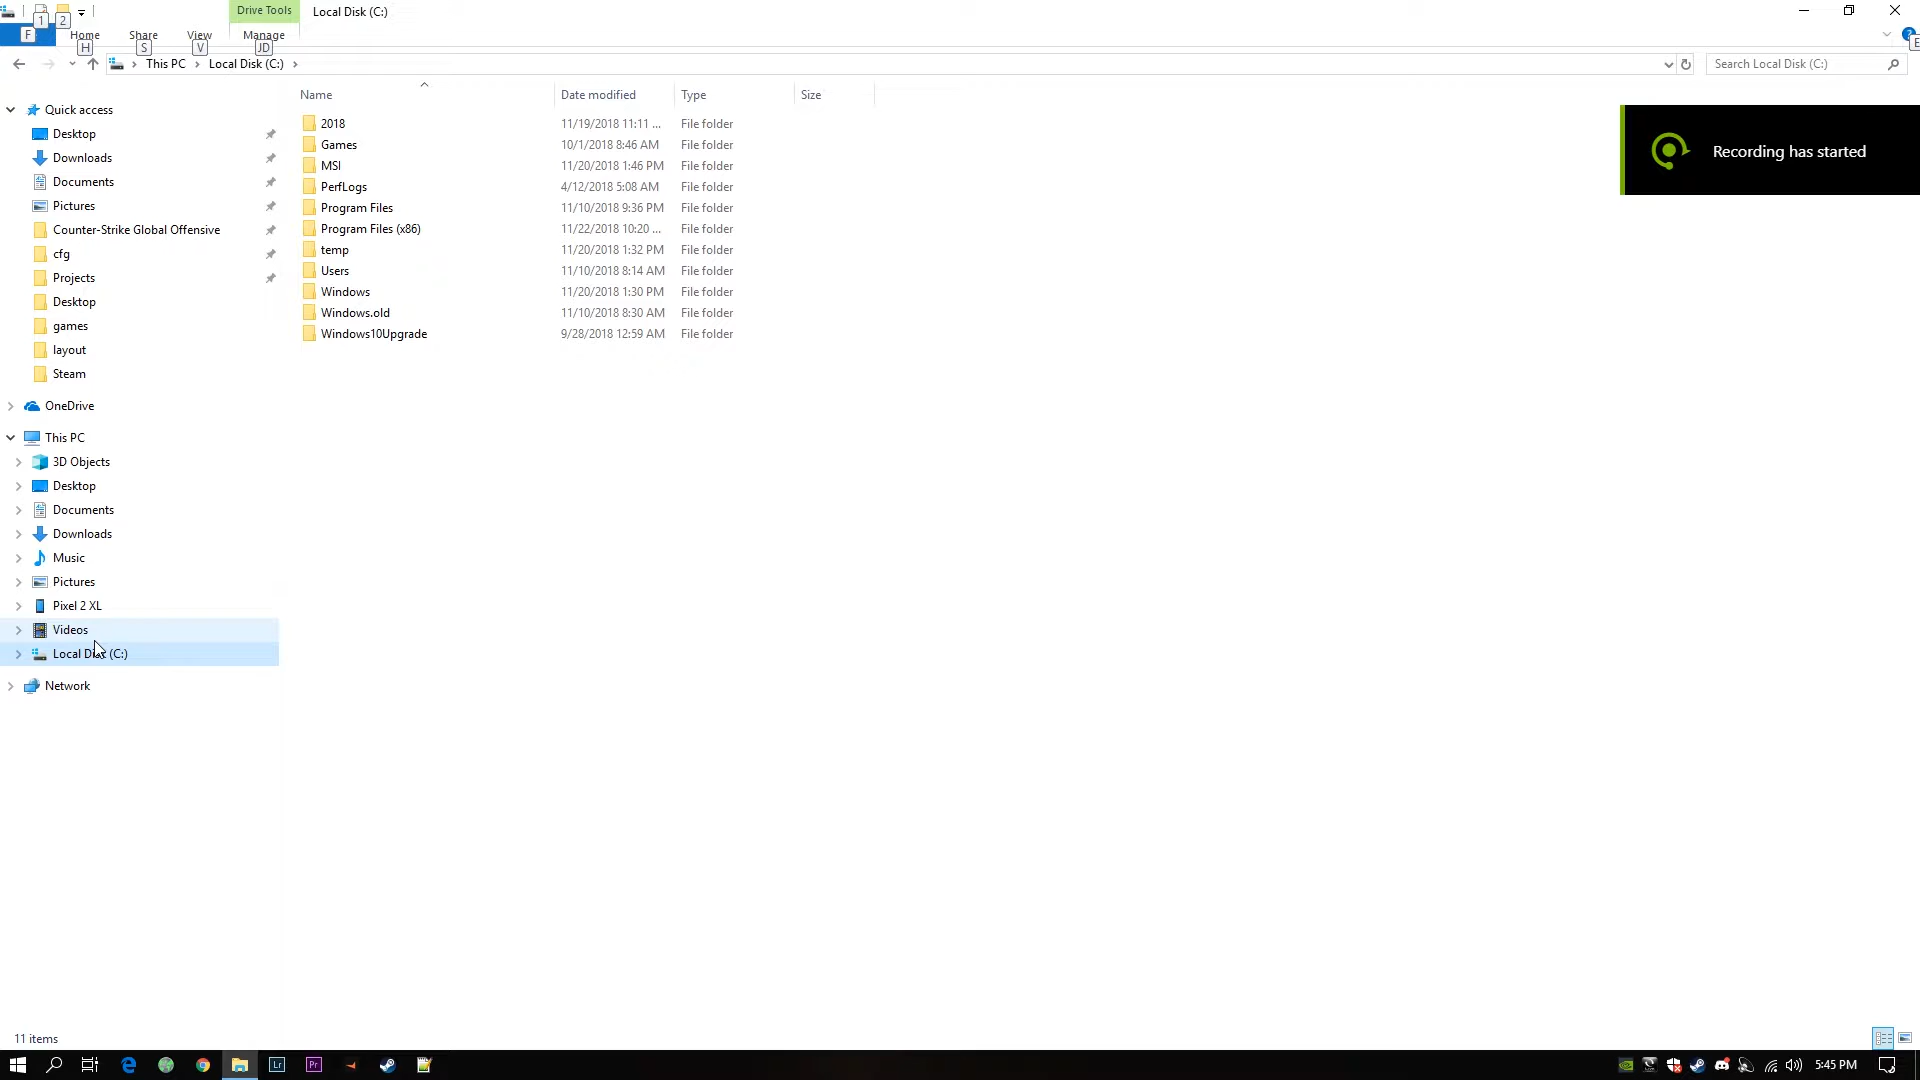 1 2
Drive Tools Local Disk (C:)
F Home Share View Manage
H S V JD E
This PC Local Disk (C:) Search Local Disk (C:)
Name Date modified Type Size
Quick access
Desktop
Downloads
Documents
Pictures
Counter-Strike Global Offensive
cfg
Projects
Desktop
games
layout
Steam
OneDrive
This PC
3D Objects
Desktop
Documents
Downloads
Music
Pictures
Pixel 2 XL
Videos
Local Disk (C:)
Network
2018 11/19/2018 11:11 ... File folder
Games 10/1/2018 8:46 AM File folder
MSI 11/20/2018 1:46 PM File folder
PerfLogs 4/12/2018 5:08 AM File folder
Program Files 11/10/2018 9:36 PM File folder
Program Files (x86) 11/22/2018 10:20 ... File folder
temp 11/20/2018 1:32 PM File folder
Users 11/10/2018 8:14 AM File folder
Windows 11/20/2018 1:30 PM File folder
Windows.old 11/10/2018 8:30 AM File folder
Windows10Upgrade 9/28/2018 12:59 AM File folder
Recording has started
11 items
Lr Pr 5:45 PM